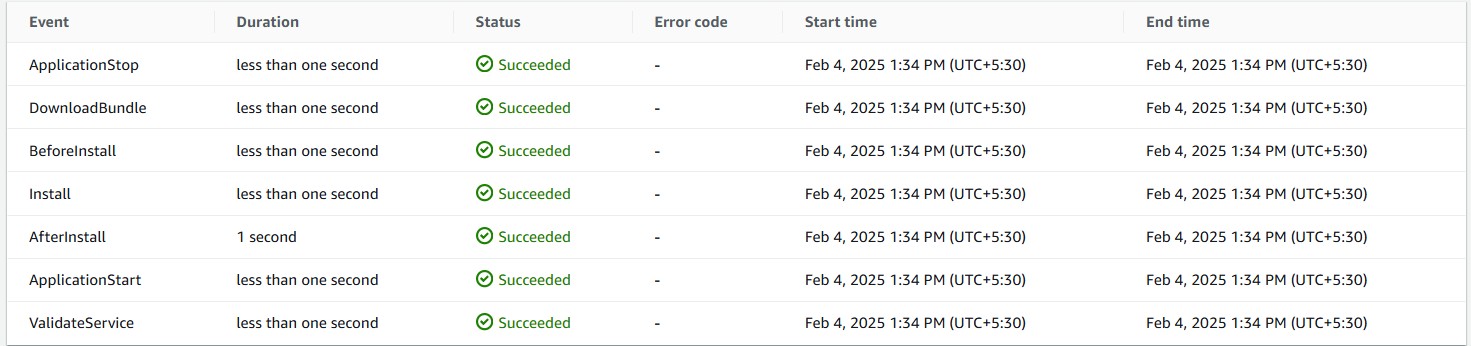 Event Duration Status Error code Start time End time
ApplicationStop less than one second Succeeded - Feb 4, 2025 1:34 PM (UTC+5:30) Feb 4, 2025 1:34 PM (UTC+5:30)
DownloadBundle less than one second Succeeded - Feb 4, 2025 1:34 PM (UTC+5:30) Feb 4, 2025 1:34 PM (UTC+5:30)
BeforeInstall less than one second Succeeded - Feb 4, 2025 1:34 PM (UTC+5:30) Feb 4, 2025 1:34 PM (UTC+5:30)
Install less than one second Succeeded - Feb 4, 2025 1:34 PM (UTC+5:30) Feb 4, 2025 1:34 PM (UTC+5:30)
AfterInstall 1 second Succeeded - Feb 4, 2025 1:34 PM (UTC+5:30) Feb 4, 2025 1:34 PM (UTC+5:30)
ApplicationStart less than one second Succeeded - Feb 4, 2025 1:34 PM (UTC+5:30) Feb 4, 2025 1:34 PM (UTC+5:30)
ValidateService less than one second Succeeded - Feb 4, 2025 1:34 PM (UTC+5:30) Feb 4, 2025 1:34 PM (UTC+5:30)